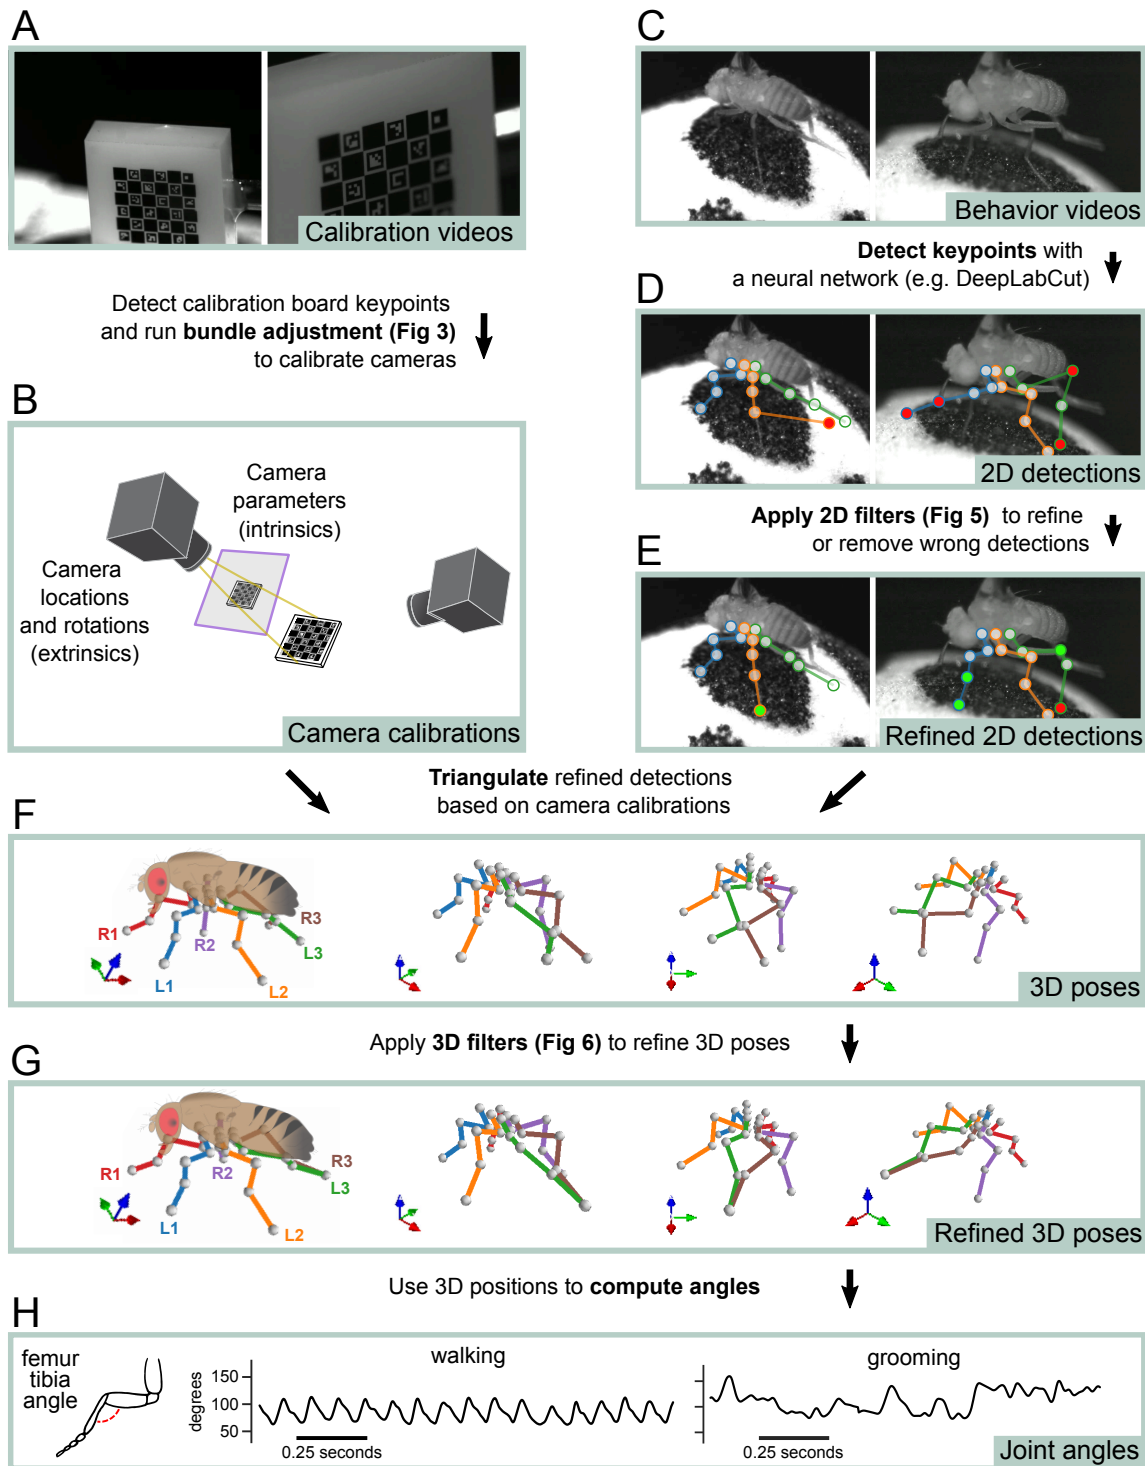 A
Calibration videos
Detect calibration board keypoints
and run bundle adjustment (Fig 3)
to calibrate cameras
B
Camera
parameters
(intrinsics)
Camera
locations
and rotations
(extrinsics)
Camera calibrations
C
Behavior videos
Detect keypoints with
a neural network (e.g. DeepLabCut)
D
2D detections
Apply 2D filters (Fig 5) to refine
or remove wrong detections
E
Refined 2D detections
Triangulate refined detections
based on camera calibrations
F
R1
L1
R2
L2
R3
L3
3D poses
Apply 3D filters (Fig 6) to refine 3D poses
G
R1
L1
R2
L2
R3
L3
Refined 3D poses
Use 3D positions to compute angles
H
femur
tibia
angle
walking
degrees
150
100
50
0.25 seconds
grooming
0.25 seconds
Joint angles